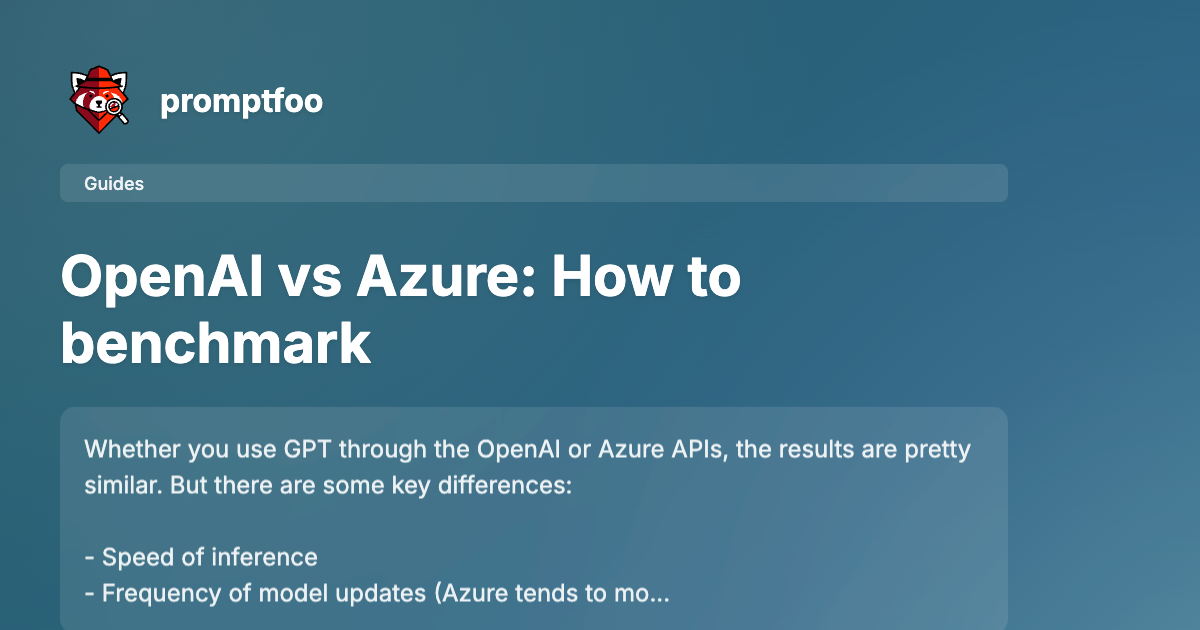 promptfoo
Guides
OpenAI vs Azure: How to
benchmark
Whether you use GPT through the OpenAI or Azure APIs, the results are pretty
similar. But there are some key differences:
- Speed of inference
- Frequency of model updates (Azure tends to mo...